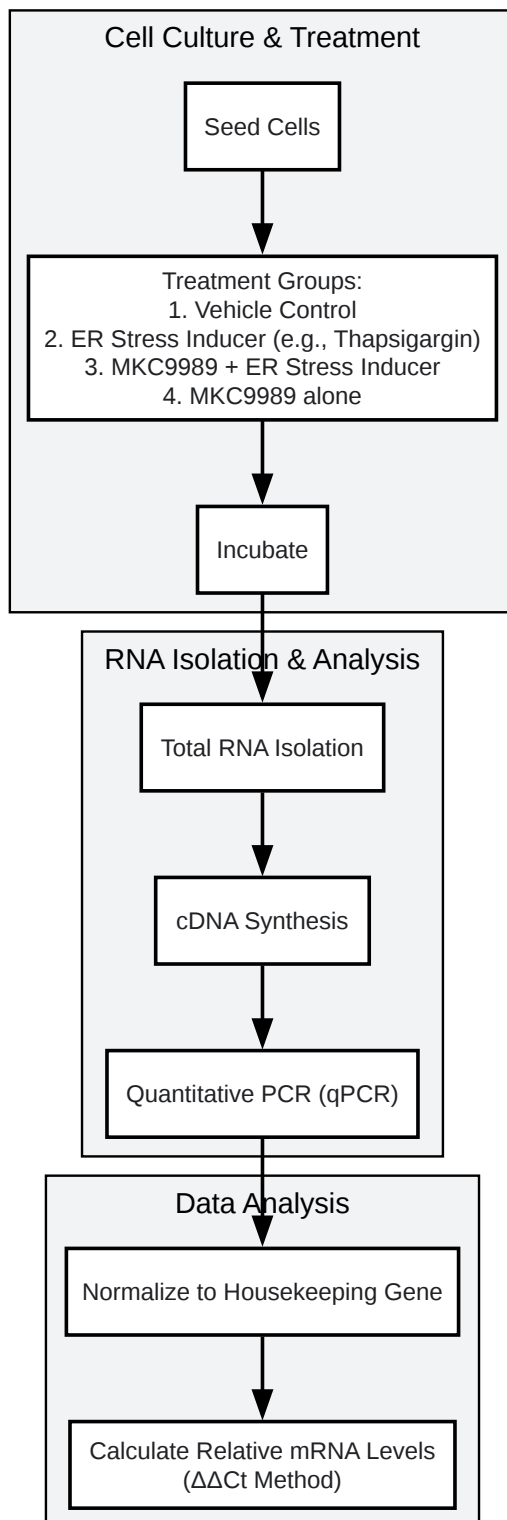 Cell Culture & Treatment
Seed Cells
Treatment Groups:
1. Vehicle Control
2. ER Stress Inducer (e.g., Thapsigargin)
3. MKC9989 + ER Stress Inducer
4. MKC9989 alone
Incubate
RNA Isolation & Analysis
Total RNA Isolation
cDNA Synthesis
Quantitative PCR (qPCR)
Data Analysis
Normalize to Housekeeping Gene
Calculate Relative mRNA Levels
(ΔΔCt Method)